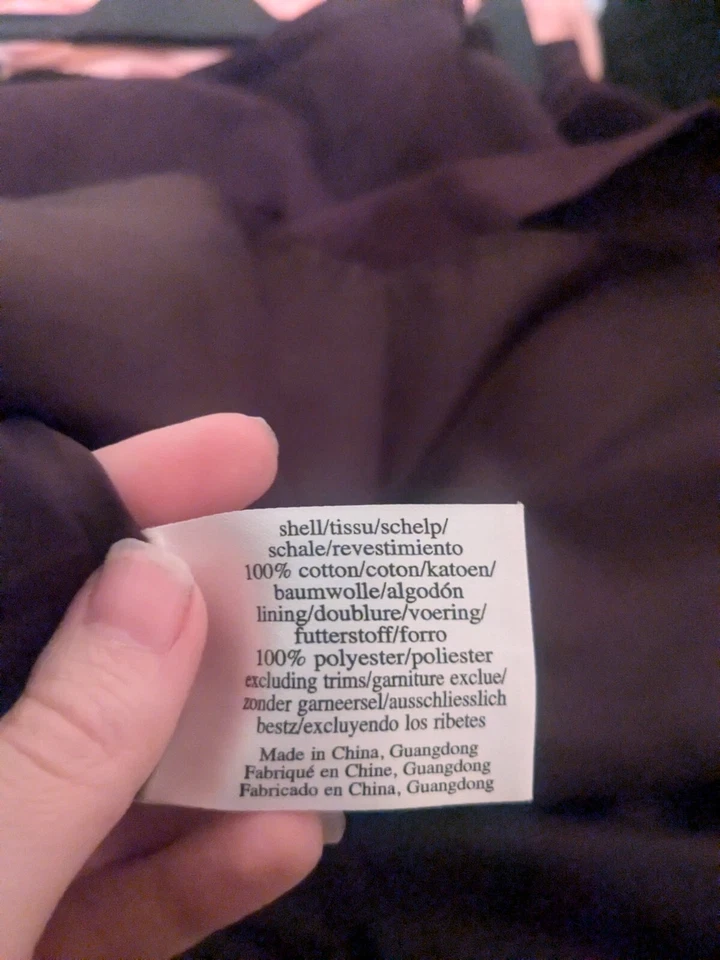 shell/tissu/schelp/
schale/revestimiento
100% cotton/coton/katoen/
baumwolle/algodón
lining/doublure/voering/
futterstoff/forro
100% polyester/poliester
excluding trims/garniture exclue/
zonder garneersel/ausschliesslich
bestz/excluyendo los ribetes
Made in China, Guangdong
Fabriqué en Chine, Guangdong
Fabricado en China, Guangdong